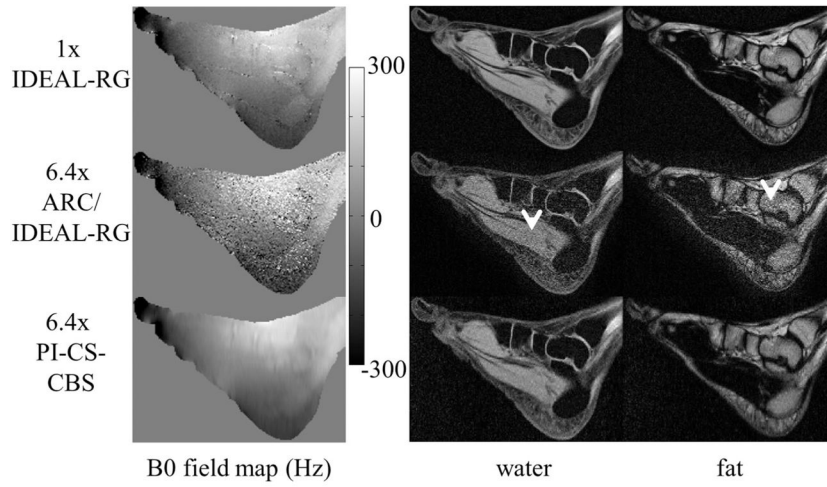 1x
IDEAL-RG
300
6.4x
ARC/
IDEAL-RG
0
6.4x
PI-CS-
CBS
-300
B0 field map (Hz)
water
fat